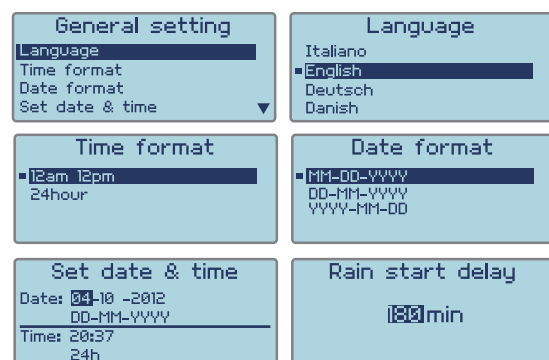 General setting
Language
Time format
Date format
Set date & time
Language
Italiano
English
Deutsch
Danish
Time format
12am 12pm
24hour
Date format
MM-DD-YYYY
DD-MM-YYYY
YYYY-MM-DD
Set date & time
Date: 04-10 -2012
DD-MM-YYYY
Time: 20:37
24h
Rain start delay
180min